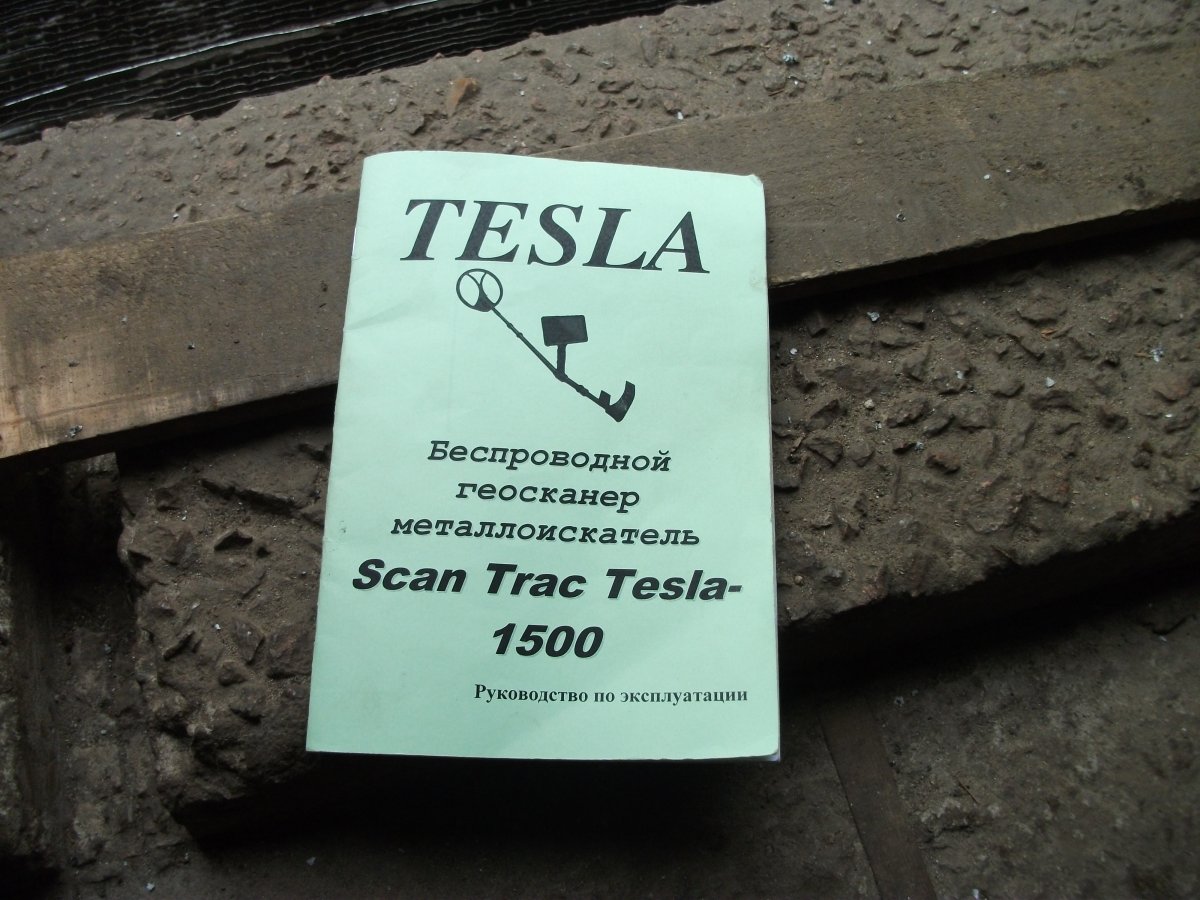 TESLA
Беспроводной
геосканер
металлоискатель
Scan Trac Tesla-
1500
Руководство по эксплуатации